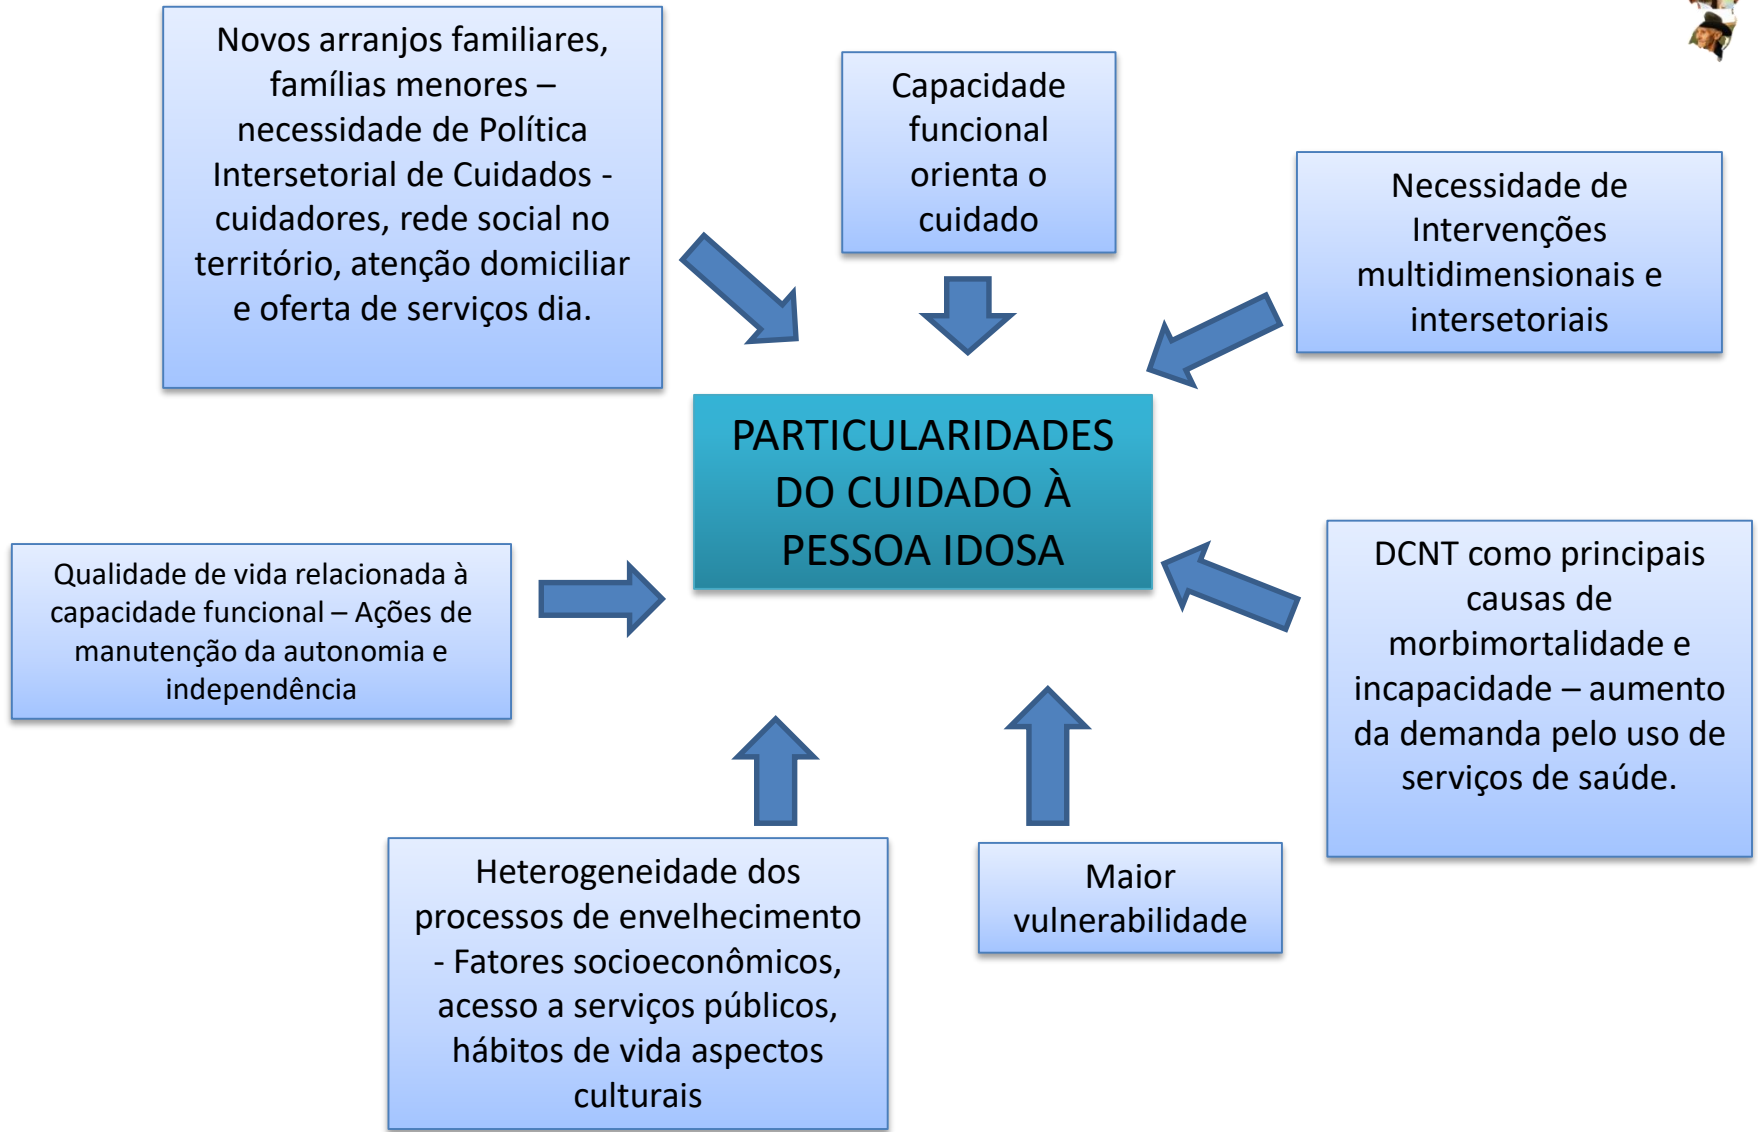 Novos arranjos familiares,
famílias menores –
necessidade de Política
Intersetorial de Cuidados -
cuidadores, rede social no
território, atenção domiciliar
e oferta de serviços dia.
Capacidade
funcional
orienta o
cuidado
Necessidade de
Intervenções
multidimensionais e
intersetoriais
PARTICULARIDADES
DO CUIDADO À
PESSOA IDOSA
Qualidade de vida relacionada à
capacidade funcional – Ações de
manutenção da autonomia e
independência
DCNT como principais
causas de
morbimortalidade e
incapacidade – aumento
da demanda pelo uso de
serviços de saúde.
Heterogeneidade dos
processos de envelhecimento
- Fatores socioeconômicos,
acesso a serviços públicos,
hábitos de vida aspectos
culturais
Maior
vulnerabilidade